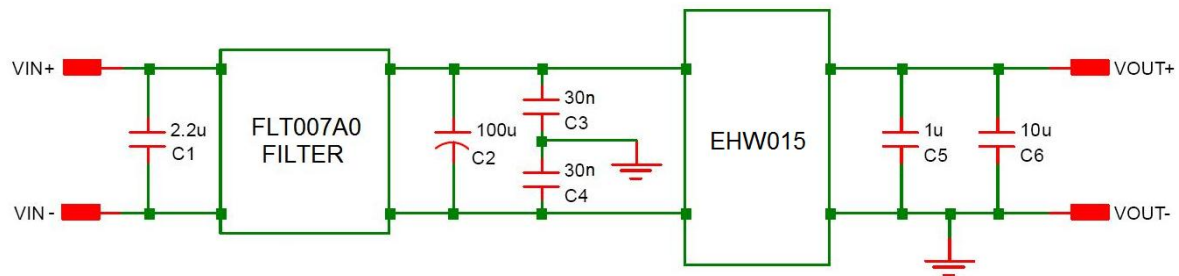 VIN+
2.2u
C1
VIN -
FLT007A0
FILTER
100u
C2
30n
C3
30n
C4
EHW015
1u
C5
10u
C6
VOUT+
VOUT-